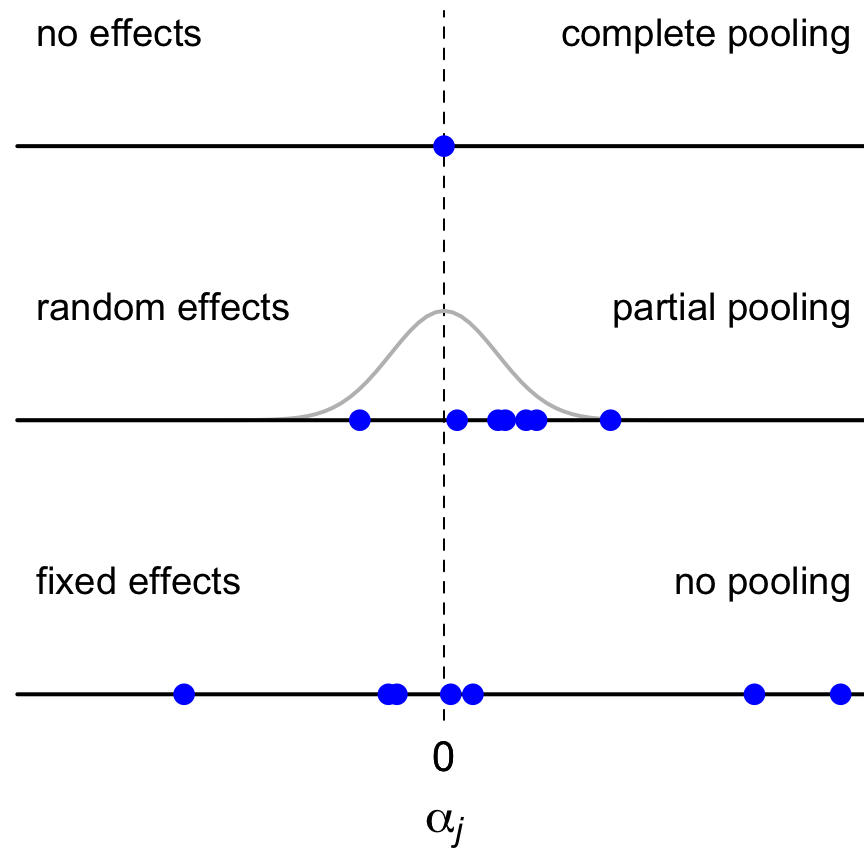 no effects
complete pooling
random effects
partial pooling
fixed effects
no pooling
0
αj